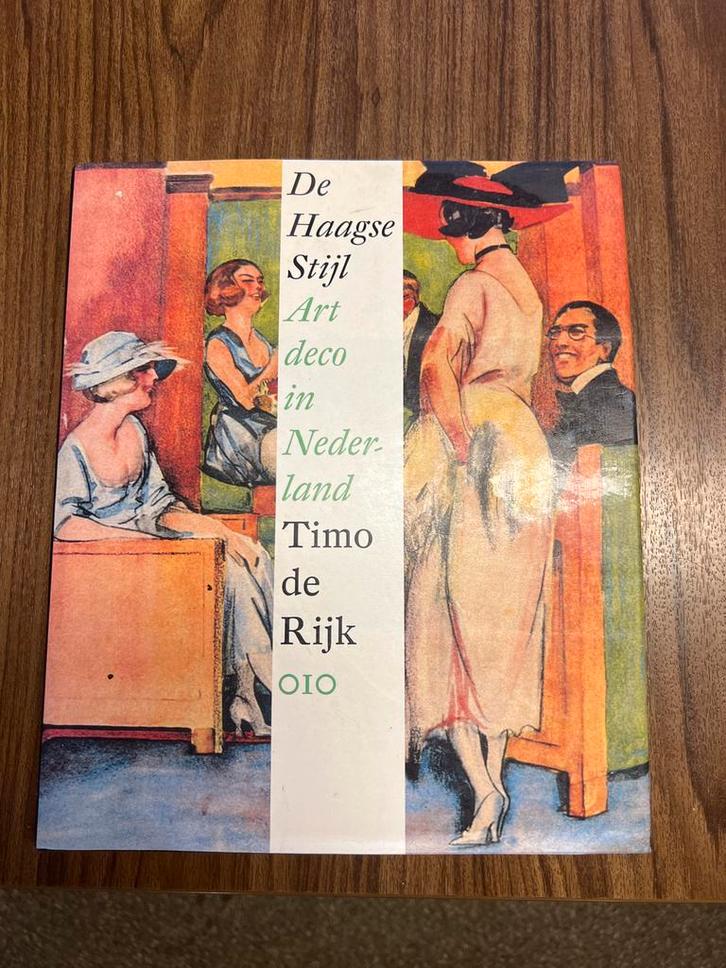 De
Haagse
Stijl
Art
deco
in
Neder-
land
Timo
de
Rijk
010